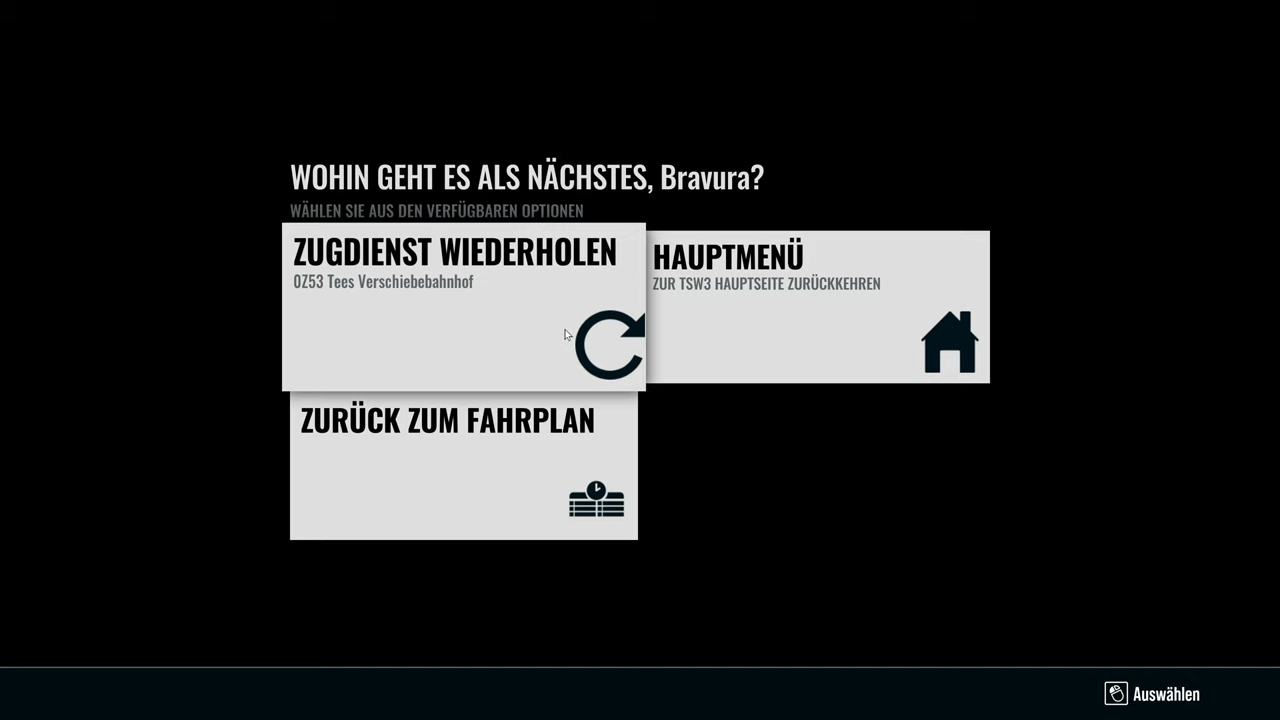 WOHIN GEHT ES ALS NÄCHSTES, Bravura?
WÄHLEN SIE AUS DEN VERFÜGBAREN OPTIONEN
ZUGDIENST WIEDERHOLEN
0Z53 Tees Verschiebebahnhof
HAUPTMENÜ
ZUR TSW3 HAUPTSEITE ZURÜCKKEHREN
ZURÜCK ZUM FAHRPLAN
Auswählen